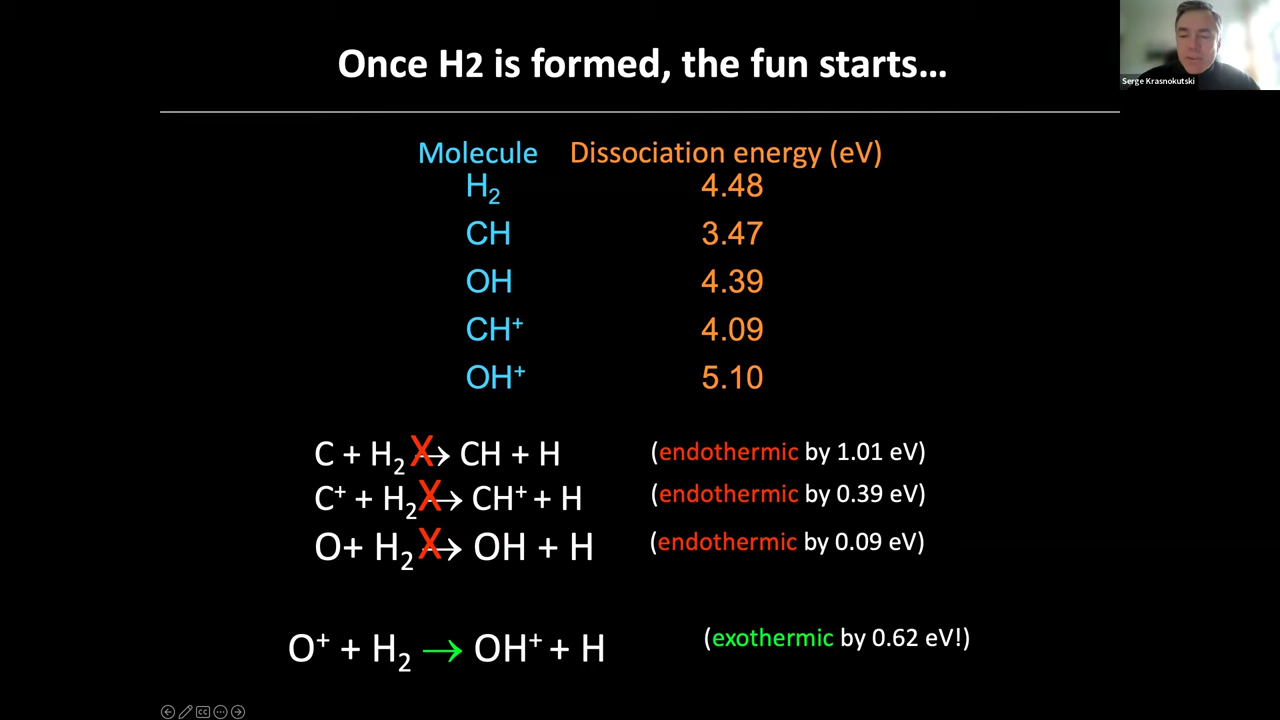 Once H2 is formed, the fun starts...
Serge Krasnokutski
Molecule Dissociation energy (eV)
H₂ 4.48
CH 3.47
OH 4.39
CH⁺ 4.09
OH⁺ 5.10
C + H₂ X→ CH + H (endothermic by 1.01 eV)
C⁺ + H₂ X→ CH⁺ + H (endothermic by 0.39 eV)
O+ H₂ X→ OH + H (endothermic by 0.09 eV)
O⁺ + H₂ → OH⁺ + H (exothermic by 0.62 eV!)
CC